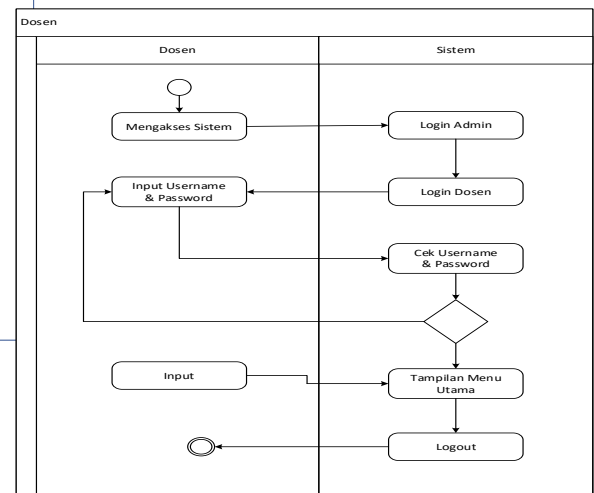 Dosen
Dosen
Sistem
Mengakses Sistem
Login Admin
Input Username
& Password
Login Dosen
Cek Username
& Password
Input
Tampilan Menu
Utama
Logout